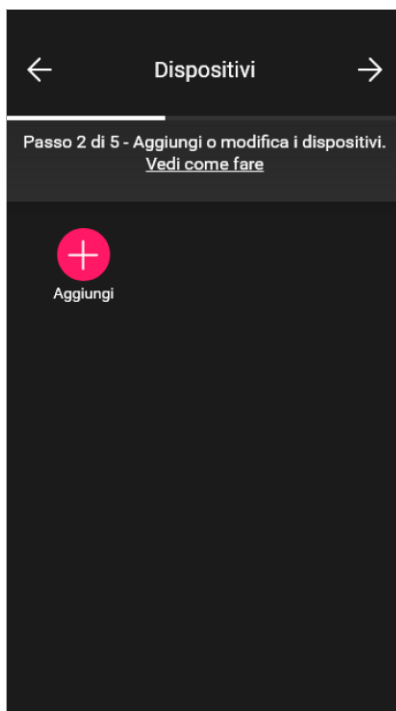 Dispositivi
Passo 2 di 5 - Aggiungi o modifica i dispositivi.
Vedi come fare
Aggiungi